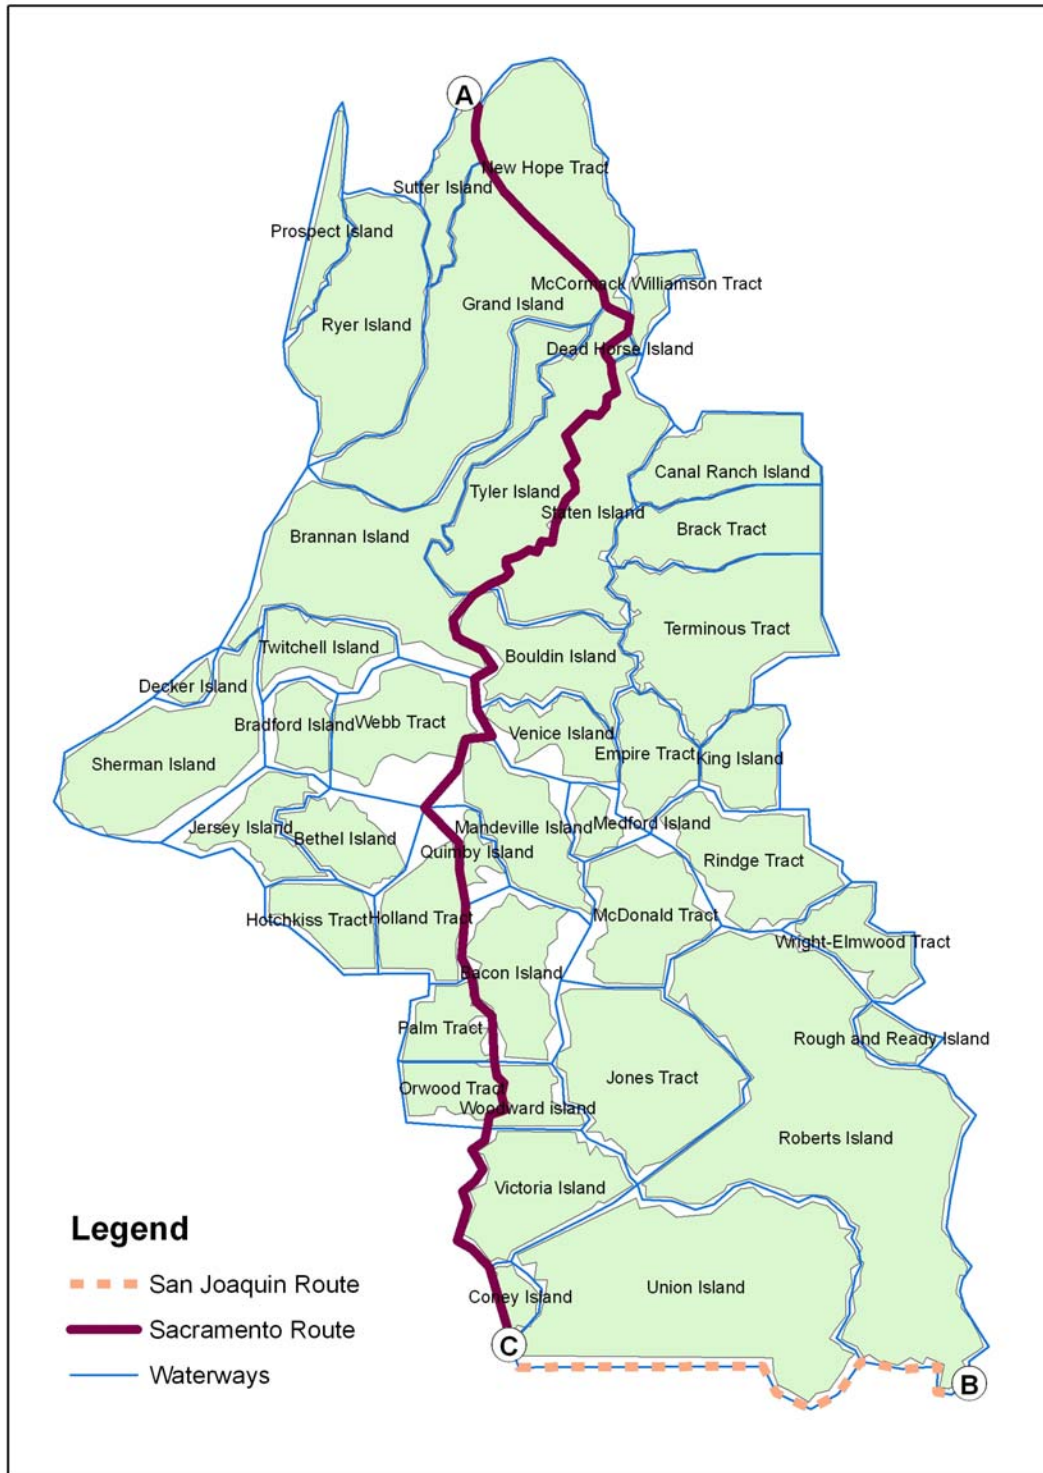 A
New Hope Tract
Sutter Island
Prospect Island
McCormack Williamson Tract
Grand Island
Ryer Island
Dead Horse Island
Canal Ranch Island
Tyler Island
Staten Island
Brack Tract
Brannan Island
Terminous Tract
Twitchell Island
Bouldin Island
Decker Island
Bradford Island
Webb Tract
Venice Island
Empire Tract
King Island
Sherman Island
Jersey Island
Bethel Island
Mandeville Island
Medford Island
Quimby Island
Rindge Tract
Hotchkiss Tract
Holland Tract
McDonald Tract
Wright-Elmwood Tract
Bacon Island
Palm Tract
Rough and Ready Island
Orwood Tract
Jones Tract
Woodward island
Roberts Island
Victoria Island
Union Island
Coney Island
C
B
Legend
San Joaquin Route
Sacramento Route
Waterways